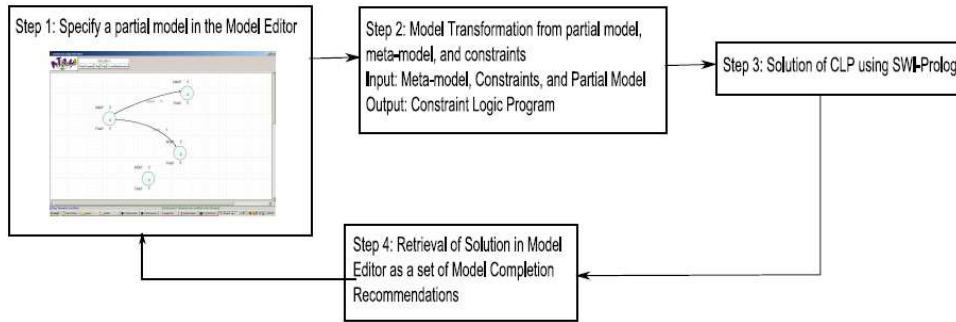 Step 1: Specify a partial model in the Model Editor
Step 2: Model Transformation from partial model,
meta-model, and constraints
Input: Meta-model, Constraints, and Partial Model
Output: Constraint Logic Program
Step 3: Solution of CLP using SWI-Prolog
Step 4: Retrieval of Solution in Model
Editor as a set of Model Completion
Recommendations